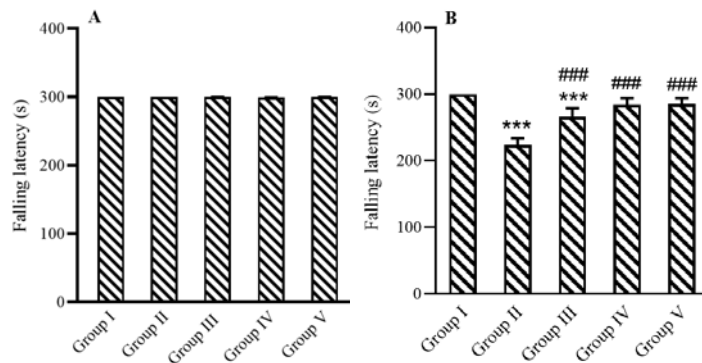 A
Falling latency (s)
400
300
200
100
0
Group I
Group II
Group III
Group IV
Group V
B
Falling latency (s)
400
300
200
100
0
***
###
***
###
###
Group I
Group II
Group III
Group IV
Group V